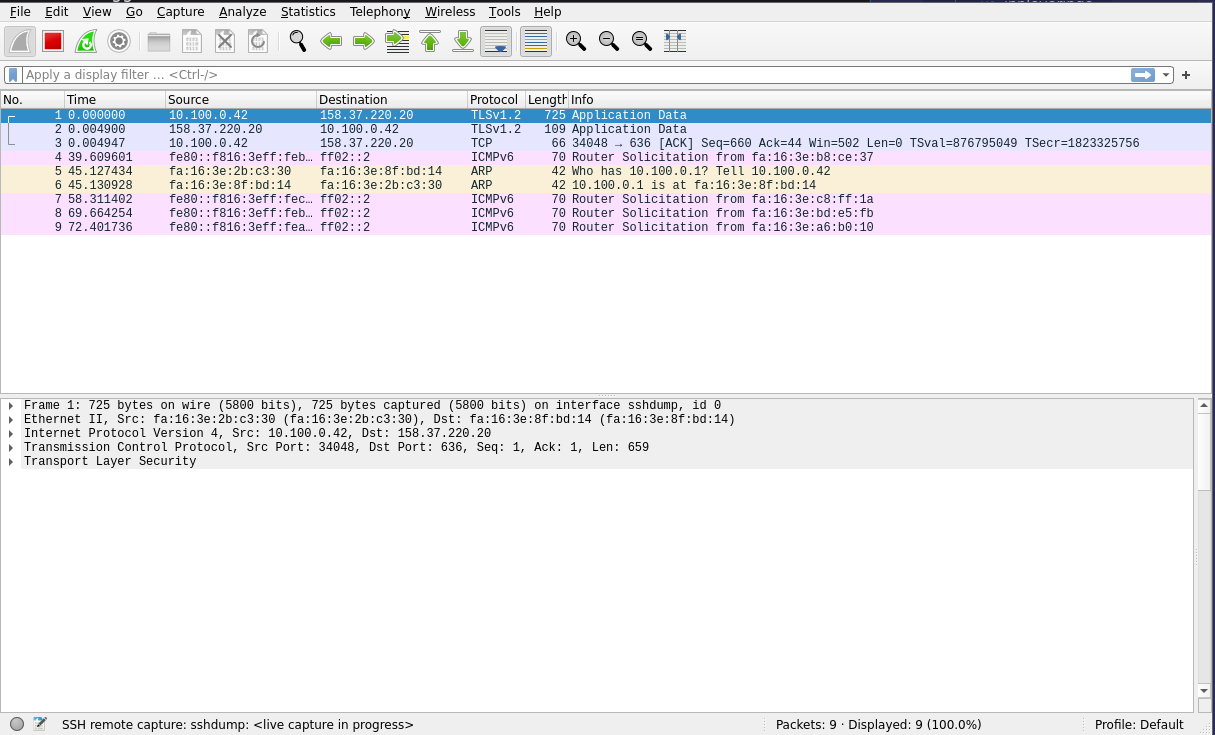 File Edit View Go Capture Analyze Statistics Telephony Wireless Tools Help
Apply a display filter ... <Ctrl-/>
No. Time Source Destination Protocol Length Info
1 0.000000 10.100.0.42 158.37.220.20 TLSv1.2 725 Application Data
2 0.004900 158.37.220.20 10.100.0.42 TLSv1.2 109 Application Data
3 0.004947 10.100.0.42 158.37.220.20 TCP 66 34048 → 636 [ACK] Seq=660 Ack=44 Win=502 Len=0 TSval=876795049 TSecr=1823325756
4 39.609601 fe80::f816:3eff:feb… ff02::2 ICMPv6 70 Router Solicitation from fa:16:3e:b8:ce:37
5 45.127434 fa:16:3e:2b:c3:30 fa:16:3e:8f:bd:14 ARP 42 Who has 10.100.0.1? Tell 10.100.0.42
6 45.130928 fa:16:3e:8f:bd:14 fa:16:3e:2b:c3:30 ARP 42 10.100.0.1 is at fa:16:3e:8f:bd:14
7 58.311402 fe80::f816:3eff:fec… ff02::2 ICMPv6 70 Router Solicitation from fa:16:3e:c8:ff:1a
8 69.664254 fe80::f816:3eff:feb… ff02::2 ICMPv6 70 Router Solicitation from fa:16:3e:bd:e5:fb
9 72.401736 fe80::f816:3eff:fea… ff02::2 ICMPv6 70 Router Solicitation from fa:16:3e:a6:b0:10
Frame 1: 725 bytes on wire (5800 bits), 725 bytes captured (5800 bits) on interface sshdump, id 0
Ethernet II, Src: fa:16:3e:2b:c3:30 (fa:16:3e:2b:c3:30), Dst: fa:16:3e:8f:bd:14 (fa:16:3e:8f:bd:14)
Internet Protocol Version 4, Src: 10.100.0.42, Dst: 158.37.220.20
Transmission Control Protocol, Src Port: 34048, Dst Port: 636, Seq: 1, Ack: 1, Len: 659
Transport Layer Security
SSH remote capture: sshdump: <live capture in progress> Packets: 9 · Displayed: 9 (100.0%) Profile: Default